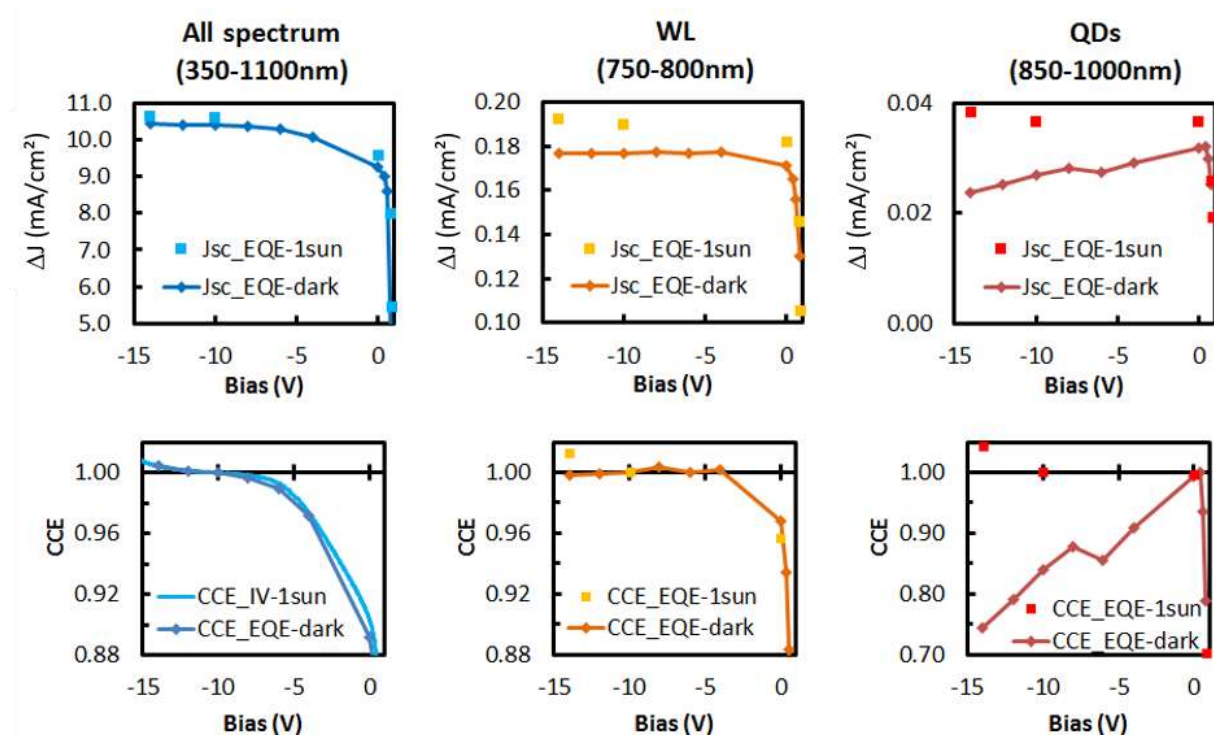 All spectrum
(350-1100nm)
WL
(750-800nm)
QDs
(850-1000nm)
ΔJ (mA/cm²)
11.0
10.0
9.0
8.0
7.0
6.0
5.0
Jsc_EQE-1sun
Jsc_EQE-dark
-15
-10
-5
0
Bias (V)
ΔJ (mA/cm²)
0.20
0.18
0.16
0.14
0.12
0.10
Jsc_EQE-1sun
Jsc_EQE-dark
-15
-10
-5
0
Bias (V)
ΔJ (mA/cm²)
0.04
0.02
0.00
Jsc_EQE-1sun
Jsc_EQE-dark
-15
-10
-5
0
Bias (V)
CCE
1.00
0.96
0.92
0.88
CCE_IV-1sun
CCE_EQE-dark
-15
-10
-5
0
Bias (V)
CCE
1.00
0.96
0.92
0.88
CCE_EQE-1sun
CCE_EQE-dark
-15
-10
-5
0
Bias (V)
CCE
1.00
0.90
0.80
0.70
CCE_EQE-1sun
CCE_EQE-dark
-15
-10
-5
0
Bias (V)